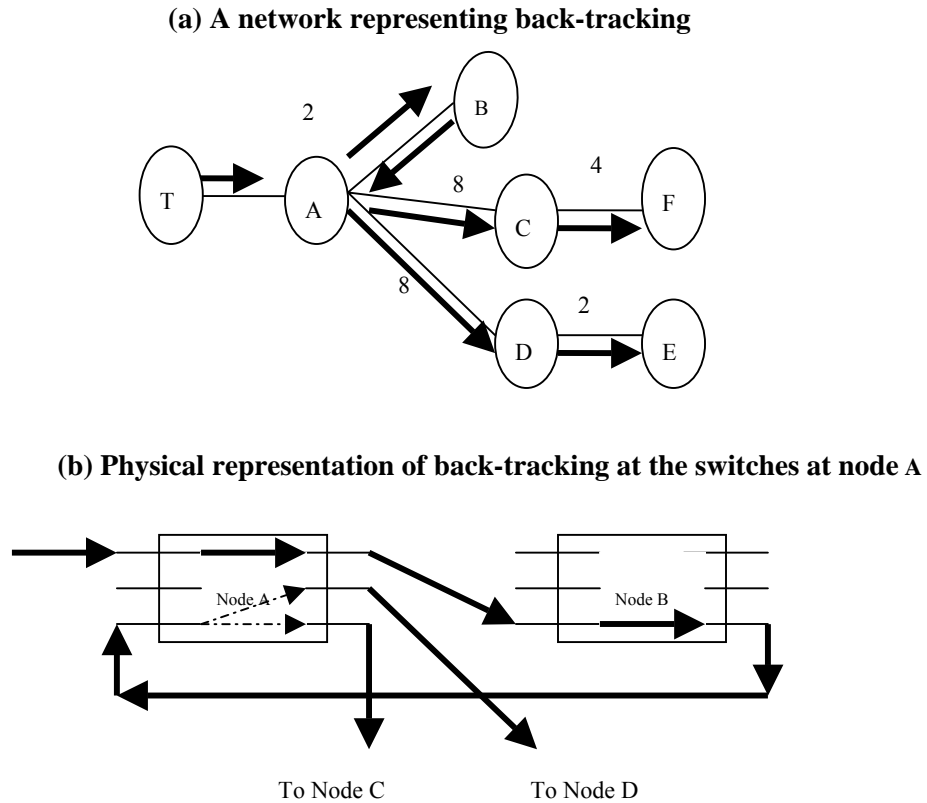 (a) A network representing back-tracking
B
2
8
4
T
A
C
F
8
2
D
E
(b) Physical representation of back-tracking at the switches at node A
Node A
Node B
To Node C
To Node D